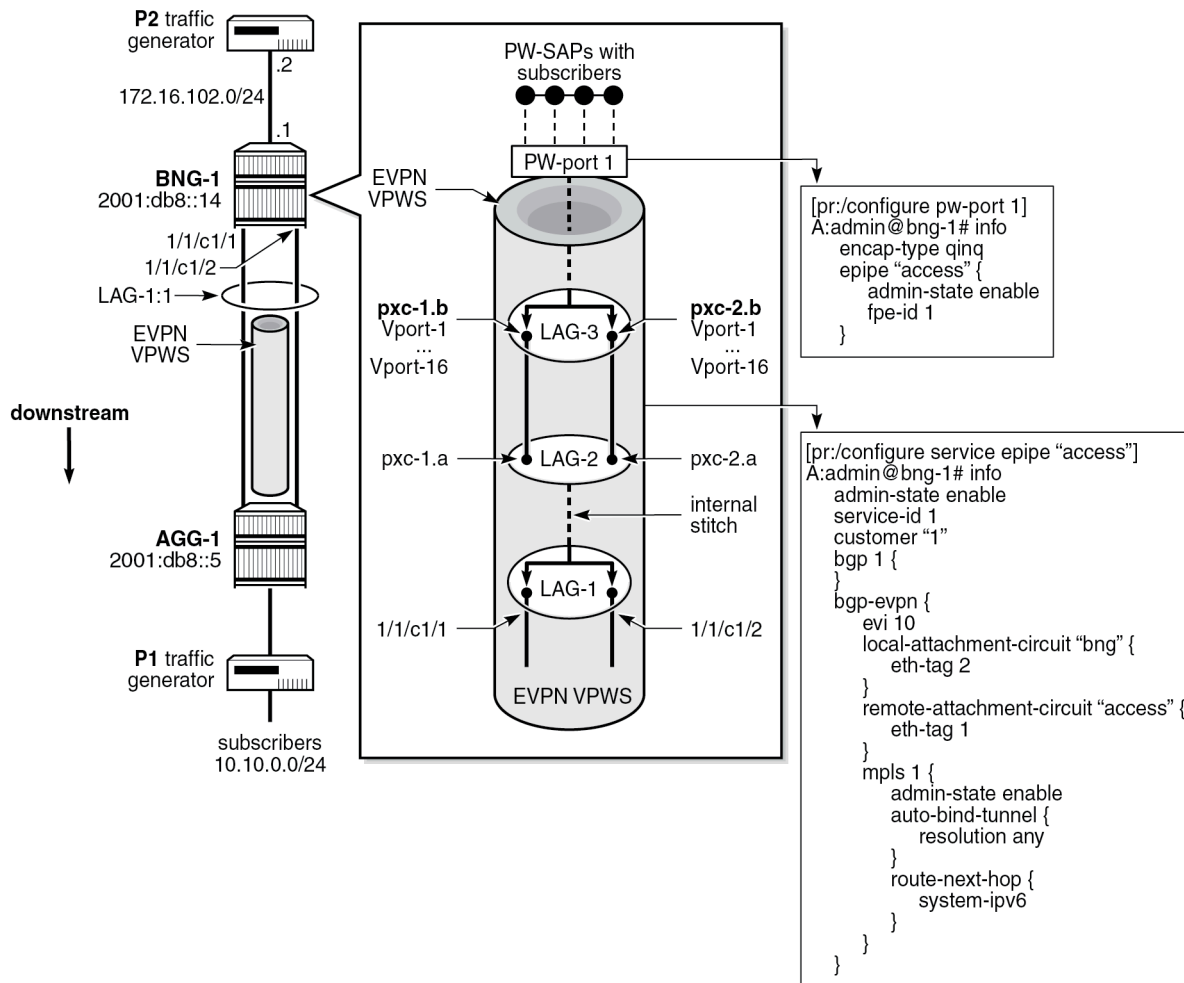 P2 traffic
generator
.2
172.16.102.0/24
.1
BNG-1
2001:db8::14
1/1/c1/1
1/1/c1/2
LAG-1:1
EVPN
VPWS
downstream
AGG-1
2001:db8::5
P1 traffic
generator
subscribers
10.10.0.0/24
PW-SAPs with
subscribers
PW-port 1
EVPN
VPWS
pxc-1.b
Vport-1
...
Vport-16
LAG-3
pxc-2.b
Vport-1
...
Vport-16
pxc-1.a
LAG-2
pxc-2.a
internal
stitch
LAG-1
1/1/c1/1
1/1/c1/2
EVPN VPWS
[pr:/configure pw-port 1]
A:admin@bng-1# info
encap-type qinq
epipe “access” {
admin-state enable
fpe-id 1
}
[pr:/configure service epipe “access”]
A:admin@bng-1# info
admin-state enable
service-id 1
customer “1”
bgp 1 {
}
bgp-evpn {
evi 10
local-attachment-circuit “bng” {
eth-tag 2
}
remote-attachment-circuit “access” {
eth-tag 1
}
mpls 1 {
admin-state enable
auto-bind-tunnel {
resolution any
}
route-next-hop {
system-ipv6
}
}
}